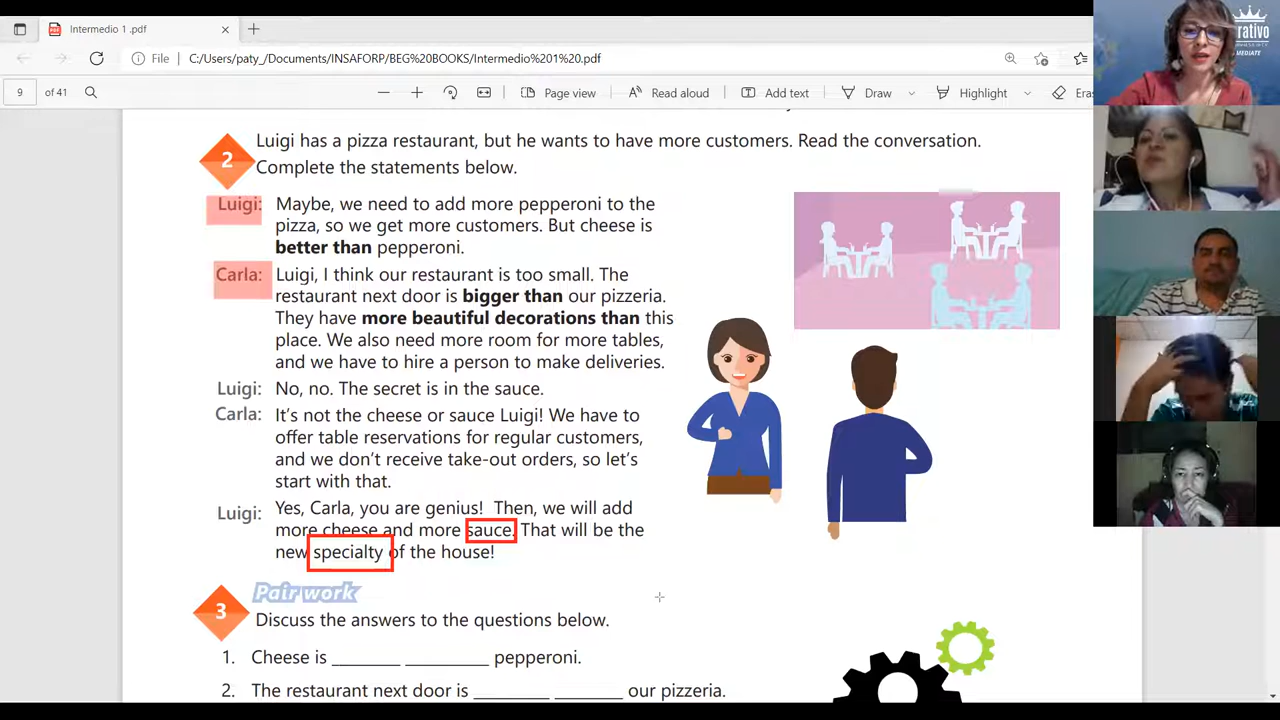 Intermedio 1 .pdf
File
C:/Users/paty_/Documents/INSAFORP/BEG%20BOOKS/Intermedio%201%20.pdf
rativo
MEDIATE
9 of 41
Page view
Read aloud
Add text
Draw
Highlight
Eras
2
Luigi has a pizza restaurant, but he wants to have more customers. Read the conversation.
Complete the statements below.
Luigi: Maybe, we need to add more pepperoni to the
pizza, so we get more customers. But cheese is
better than pepperoni.
Carla: Luigi, I think our restaurant is too small. The
restaurant next door is bigger than our pizzeria.
They have more beautiful decorations than this
place. We also need more room for more tables,
and we have to hire a person to make deliveries.
Luigi: No, no. The secret is in the sauce.
Carla: It's not the cheese or sauce Luigi! We have to
offer table reservations for regular customers,
and we don't receive take-out orders, so let's
start with that.
Luigi: Yes, Carla, you are genius! Then, we will add
more cheese and more sauce. That will be the
new specialty of the house!
Pair work
3
Discuss the answers to the questions below.
1. Cheese is ________ __________ pepperoni.
2. The restaurant next door is _________ ________ our pizzeria.